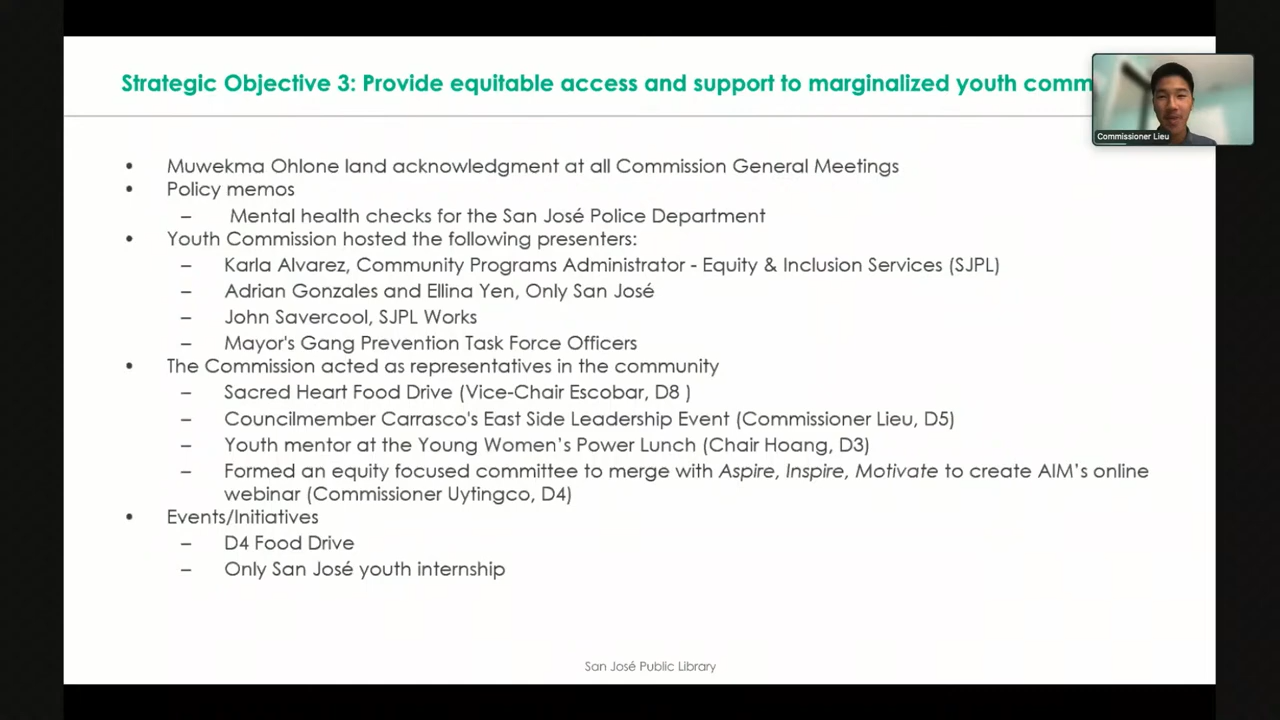 Strategic Objective 3: Provide equitable access and support to marginalized youth comm
Commissioner Lieu
• Muwekma Ohlone land acknowledgment at all Commission General Meetings
• Policy memos
– Mental health checks for the San José Police Department
• Youth Commission hosted the following presenters:
– Karla Alvarez, Community Programs Administrator - Equity & Inclusion Services (SJPL)
– Adrian Gonzales and Ellina Yen, Only San José
– John Savercool, SJPL Works
– Mayor's Gang Prevention Task Force Officers
• The Commission acted as representatives in the community
– Sacred Heart Food Drive (Vice-Chair Escobar, D8 )
– Councilmember Carrasco's East Side Leadership Event (Commissioner Lieu, D5)
– Youth mentor at the Young Women’s Power Lunch (Chair Hoang, D3)
– Formed an equity focused committee to merge with Aspire, Inspire, Motivate to create AIM’s online
webinar (Commissioner Uytingco, D4)
• Events/Initiatives
– D4 Food Drive
– Only San José youth internship
San José Public Library